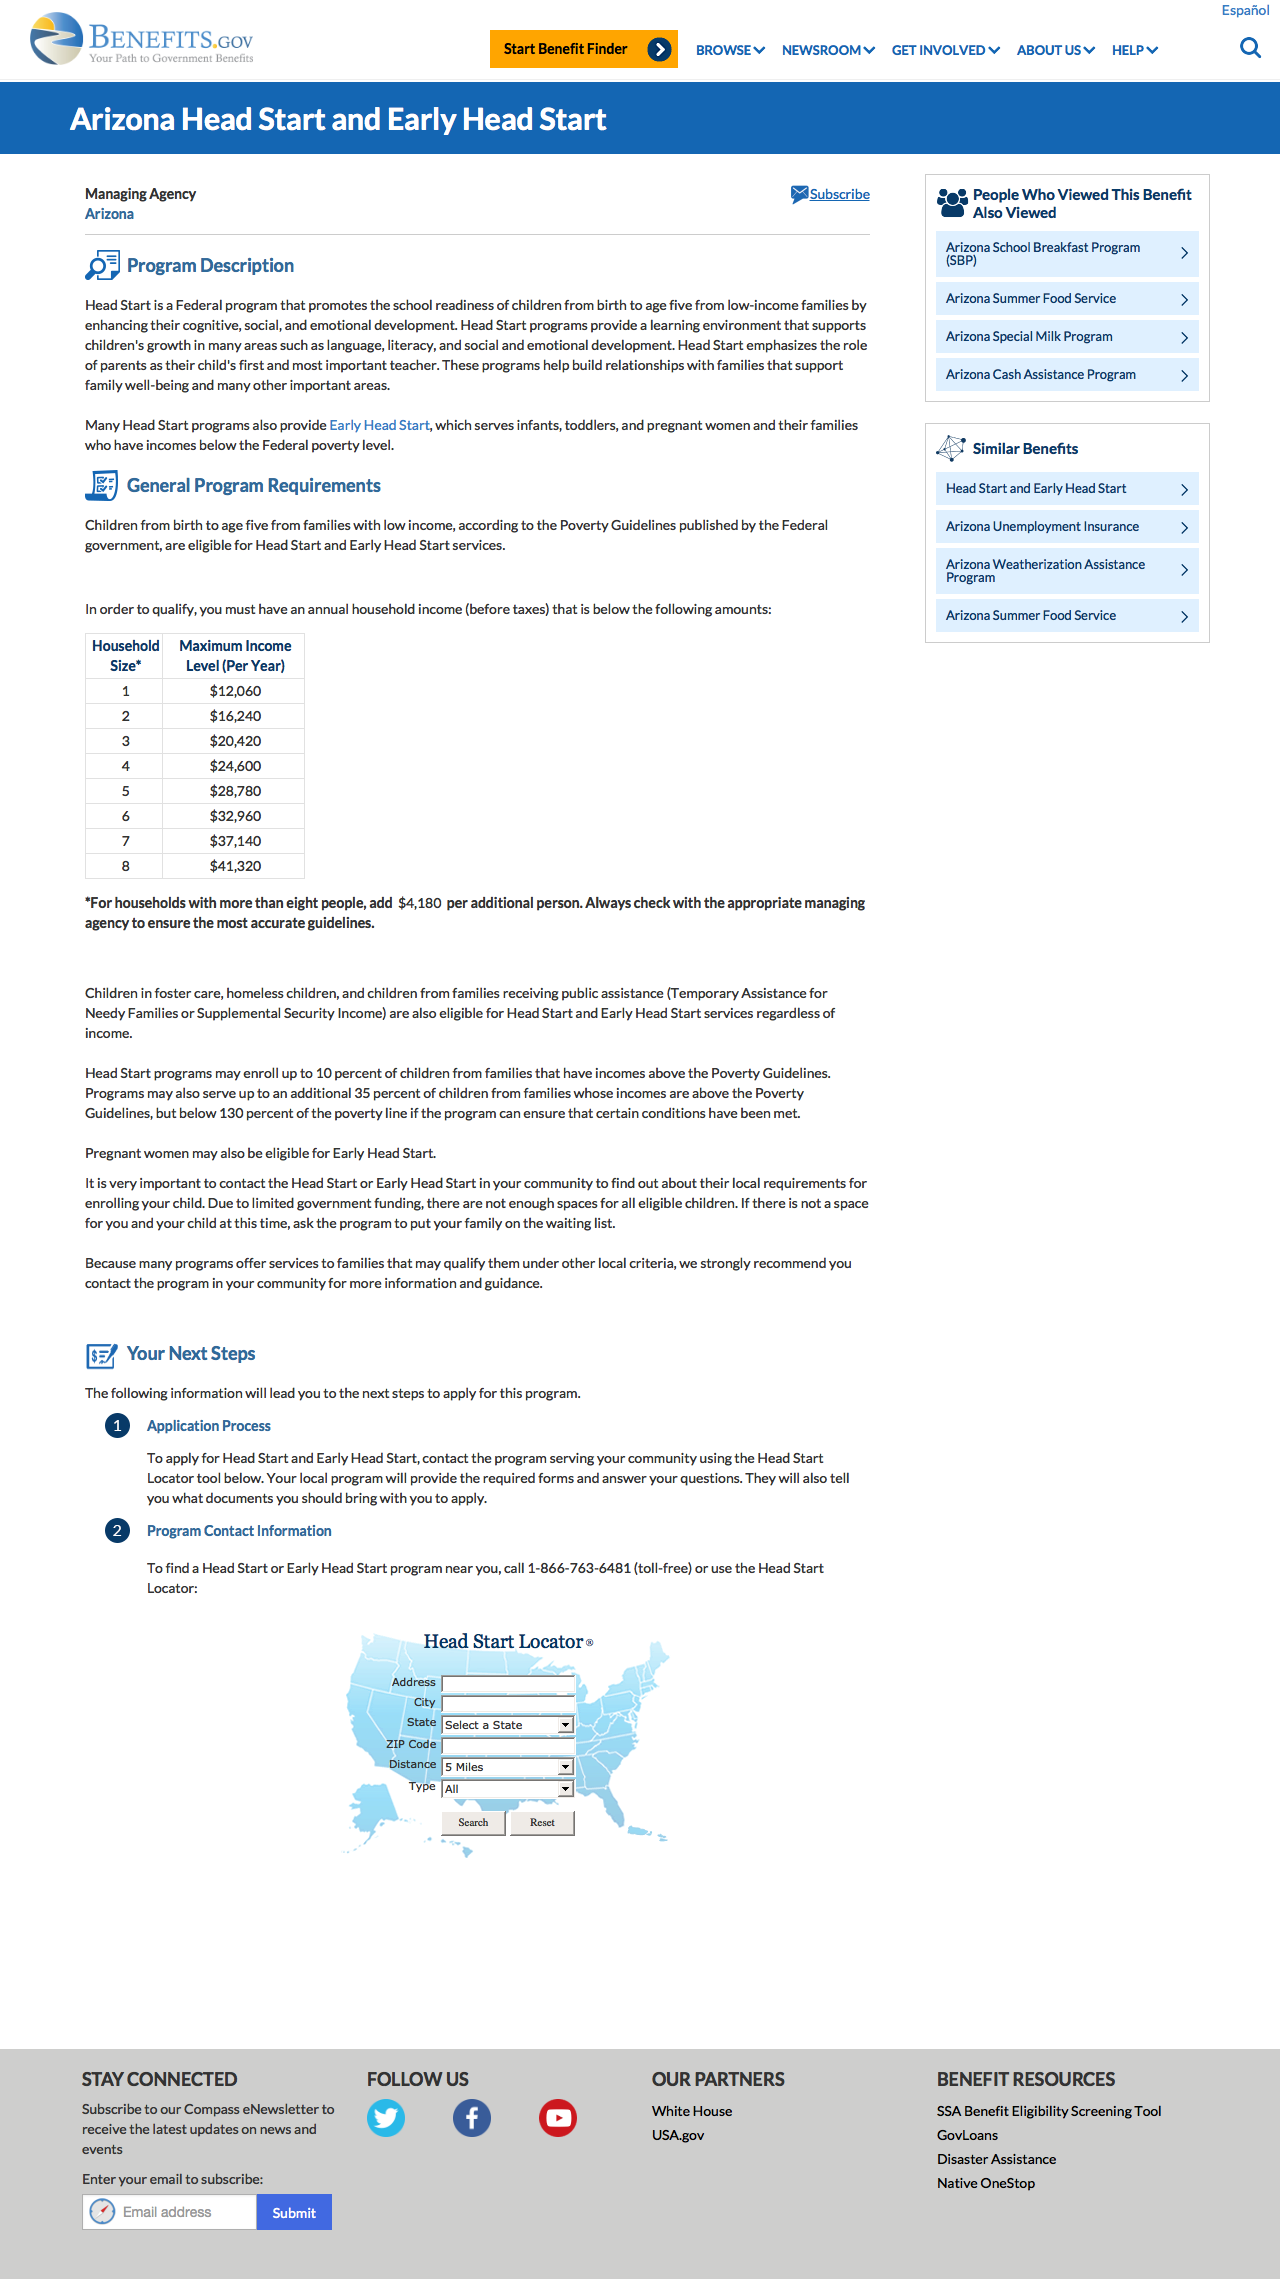 Español
BENEFITS.GOV
Your Path to Government Benefits
Start Benefit Finder
BROWSE
NEWSROOM
GET INVOLVED
ABOUT US
HELP
Arizona Head Start and Early Head Start
Managing Agency
Arizona
Subscribe
Program Description
Head Start is a Federal program that promotes the school readiness of children from birth to age five from low-income families by
enhancing their cognitive, social, and emotional development. Head Start programs provide a learning environment that supports
children's growth in many areas such as language, literacy, and social and emotional development. Head Start emphasizes the role
of parents as their child's first and most important teacher. These programs help build relationships with families that support
family well-being and many other important areas.
Many Head Start programs also provide Early Head Start, which serves infants, toddlers, and pregnant women and their families
who have incomes below the Federal poverty level.
General Program Requirements
Children from birth to age five from families with low income, according to the Poverty Guidelines published by the Federal
government, are eligible for Head Start and Early Head Start services.
In order to qualify, you must have an annual household income (before taxes) that is below the following amounts:
Household Size* Maximum Income Level (Per Year)
1 $12,060
2 $16,240
3 $20,420
4 $24,600
5 $28,780
6 $32,960
7 $37,140
8 $41,320
*For households with more than eight people, add $4,180 per additional person. Always check with the appropriate managing
agency to ensure the most accurate guidelines.
Children in foster care, homeless children, and children from families receiving public assistance (Temporary Assistance for
Needy Families or Supplemental Security Income) are also eligible for Head Start and Early Head Start services regardless of
income.
Head Start programs may enroll up to 10 percent of children from families that have incomes above the Poverty Guidelines.
Programs may also serve up to an additional 35 percent of children from families whose incomes are above the Poverty
Guidelines, but below 130 percent of the poverty line if the program can ensure that certain conditions have been met.
Pregnant women may also be eligible for Early Head Start.
It is very important to contact the Head Start or Early Head Start in your community to find out about their local requirements for
enrolling your child. Due to limited government funding, there are not enough spaces for all eligible children. If there is not a space
for you and your child at this time, ask the program to put your family on the waiting list.
Because many programs offer services to families that may qualify them under other local criteria, we strongly recommend you
contact the program in your community for more information and guidance.
Your Next Steps
The following information will lead you to the next steps to apply for this program.
1 Application Process
To apply for Head Start and Early Head Start, contact the program serving your community using the Head Start
Locator tool below. Your local program will provide the required forms and answer your questions. They will also tell
you what documents you should bring with you to apply.
2 Program Contact Information
To find a Head Start or Early Head Start program near you, call 1-866-763-6481 (toll-free) or use the Head Start
Locator:
Head Start Locator ®
Address
City
State Select a State
ZIP Code
Distance 5 Miles
Type All
Search Reset
People Who Viewed This Benefit
Also Viewed
Arizona School Breakfast Program
(SBP)
Arizona Summer Food Service
Arizona Special Milk Program
Arizona Cash Assistance Program
Similar Benefits
Head Start and Early Head Start
Arizona Unemployment Insurance
Arizona Weatherization Assistance
Program
Arizona Summer Food Service
STAY CONNECTED
Subscribe to our Compass eNewsletter to
receive the latest updates on news and
events
Enter your email to subscribe:
Email address Submit
FOLLOW US
OUR PARTNERS
White House
USA.gov
BENEFIT RESOURCES
SSA Benefit Eligibility Screening Tool
GovLoans
Disaster Assistance
Native OneStop